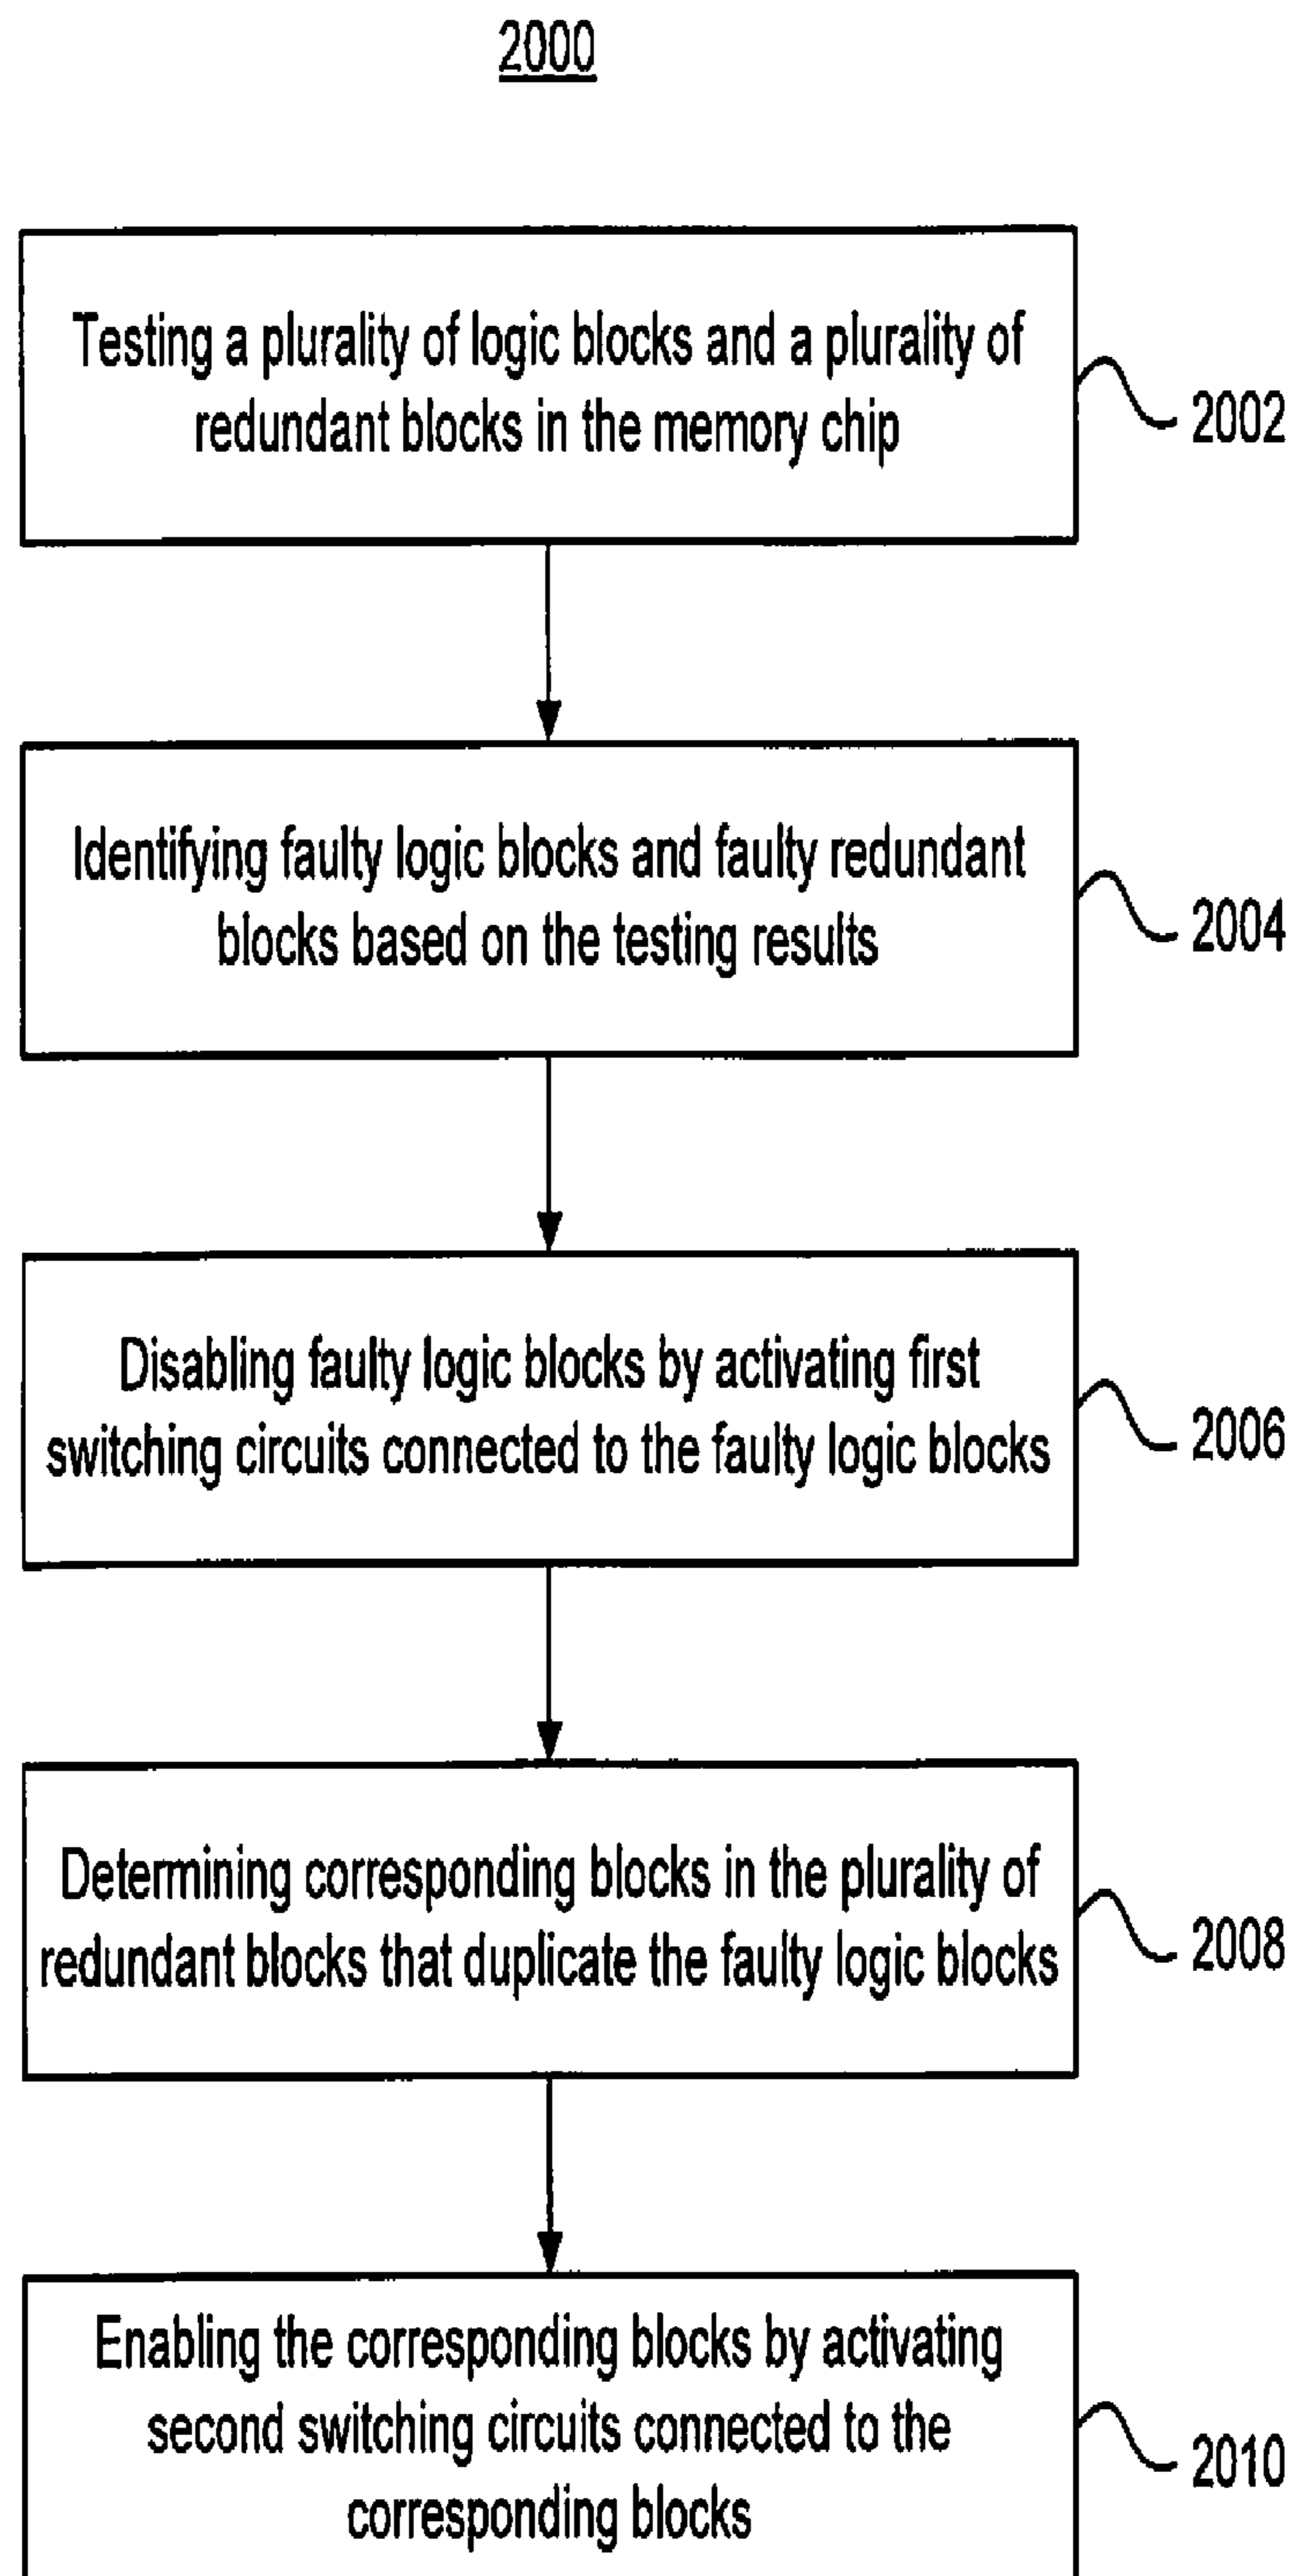 2000
Testing a plurality of logic blocks and a plurality of
redundant blocks in the memory chip
2002
Identifying faulty logic blocks and faulty redundant
blocks based on the testing results
2004
Disabling faulty logic blocks by activating first
switching circuits connected to the faulty logic blocks
2006
Determining corresponding blocks in the plurality of
redundant blocks that duplicate the faulty logic blocks
2008
Enabling the corresponding blocks by activating
second switching circuits connected to the
corresponding blocks
2010